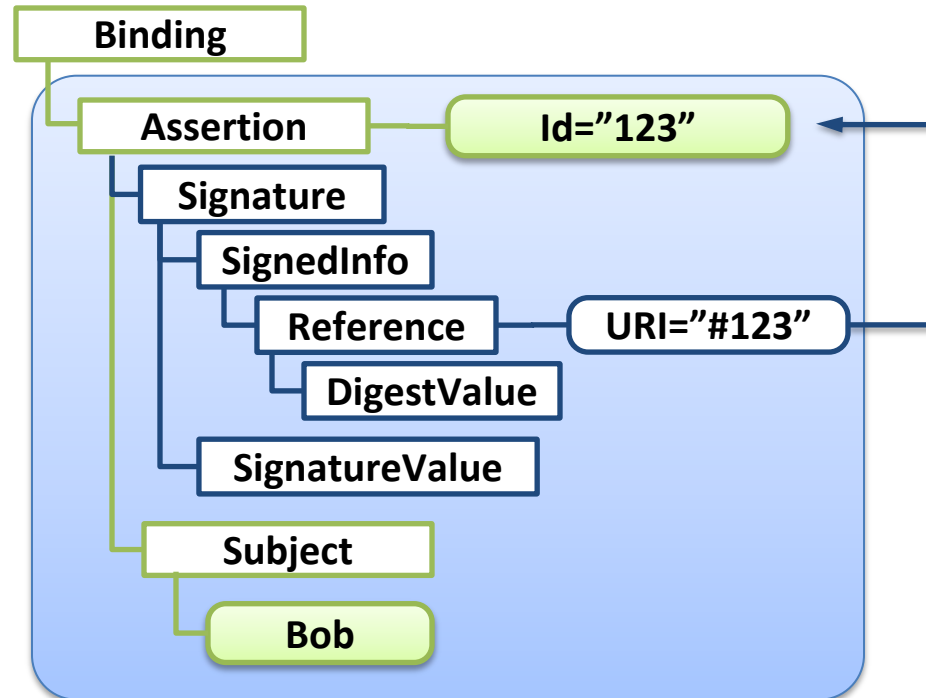 Binding
Assertion
Id=”123”
Signature
SignedInfo
Reference
URI=”#123”
DigestValue
SignatureValue
Subject
Bob